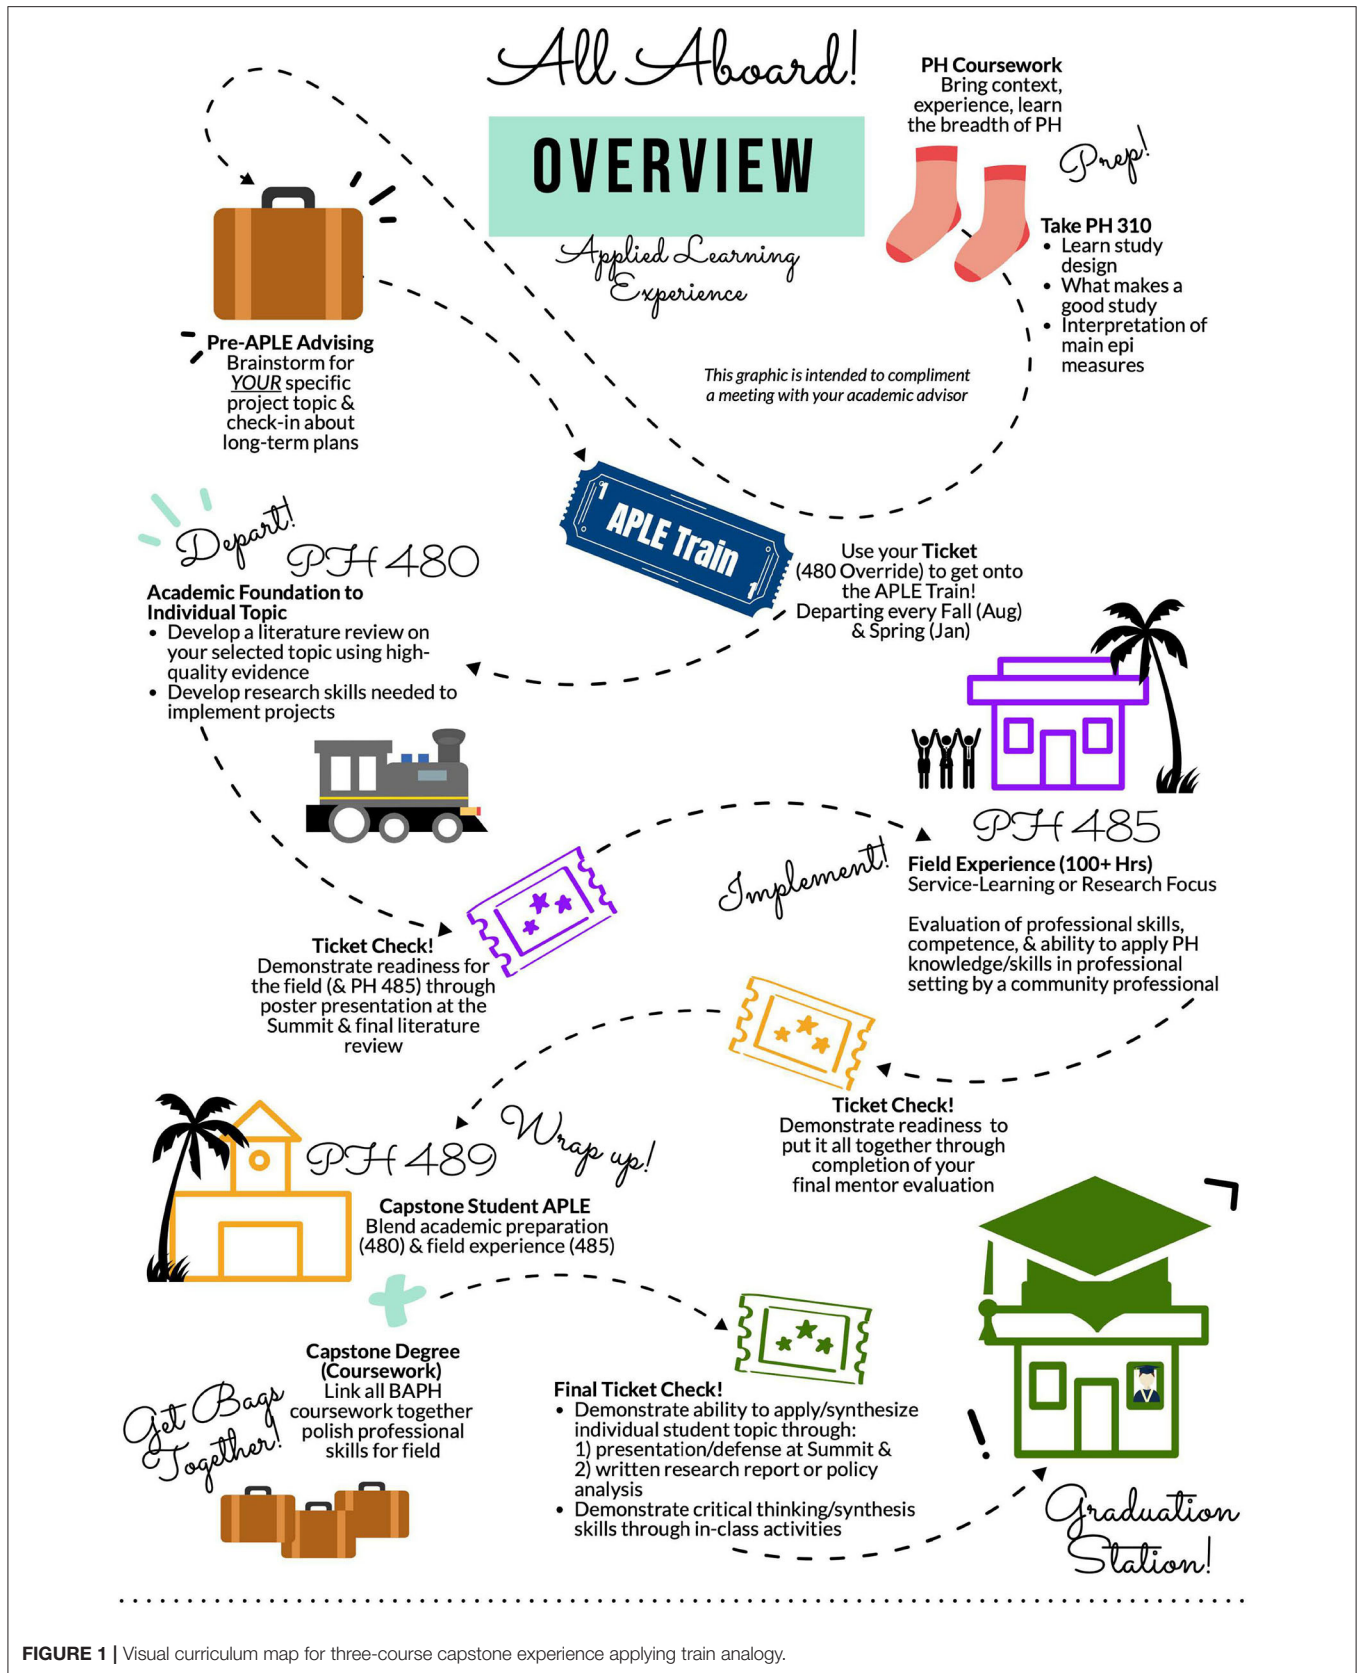 All Aboard!
OVERVIEW
Applied Learning
Experience
PH Coursework
Bring context,
experience, learn
the breadth of PH
Prep!
Take PH 310
• Learn study
design
• What makes a
good study
• Interpretation of
main epi
measures
This graphic is intended to compliment
a meeting with your academic advisor
Pre-APLE Advising
Brainstorm for
YOUR specific
project topic &
check-in about
long-term plans
1
APLE Train
1
Use your Ticket
(480 Override) to get onto
the APLE Train!
Departing every Fall (Aug)
& Spring (Jan)
Depart!
PH 480
Academic Foundation to
Individual Topic
• Develop a literature review on
your selected topic using high-
quality evidence
• Develop research skills needed to
implement projects
Ticket Check!
Demonstrate readiness for
the field (& PH 485) through
poster presentation at the
Summit & final literature
review
Implement!
PH 485
Field Experience (100+ Hrs)
Service-Learning or Research Focus
Evaluation of professional skills,
competence, & ability to apply PH
knowledge/skills in professional
setting by a community professional
Ticket Check!
Demonstrate readiness to
put it all together through
completion of your
final mentor evaluation
Wrap up!
PH 489
Capstone Student APLE
Blend academic preparation
(480) & field experience (485)
Capstone Degree
(Coursework)
Link all BAPH
coursework together
polish professional
skills for field
Get Bags
Together!
Final Ticket Check!
• Demonstrate ability to apply/synthesize
individual student topic through:
1) presentation/defense at Summit &
2) written research report or policy
analysis
• Demonstrate critical thinking/synthesis
skills through in-class activities
Graduation
Station!
FIGURE 1 | Visual curriculum map for three-course capstone experience applying train analogy.